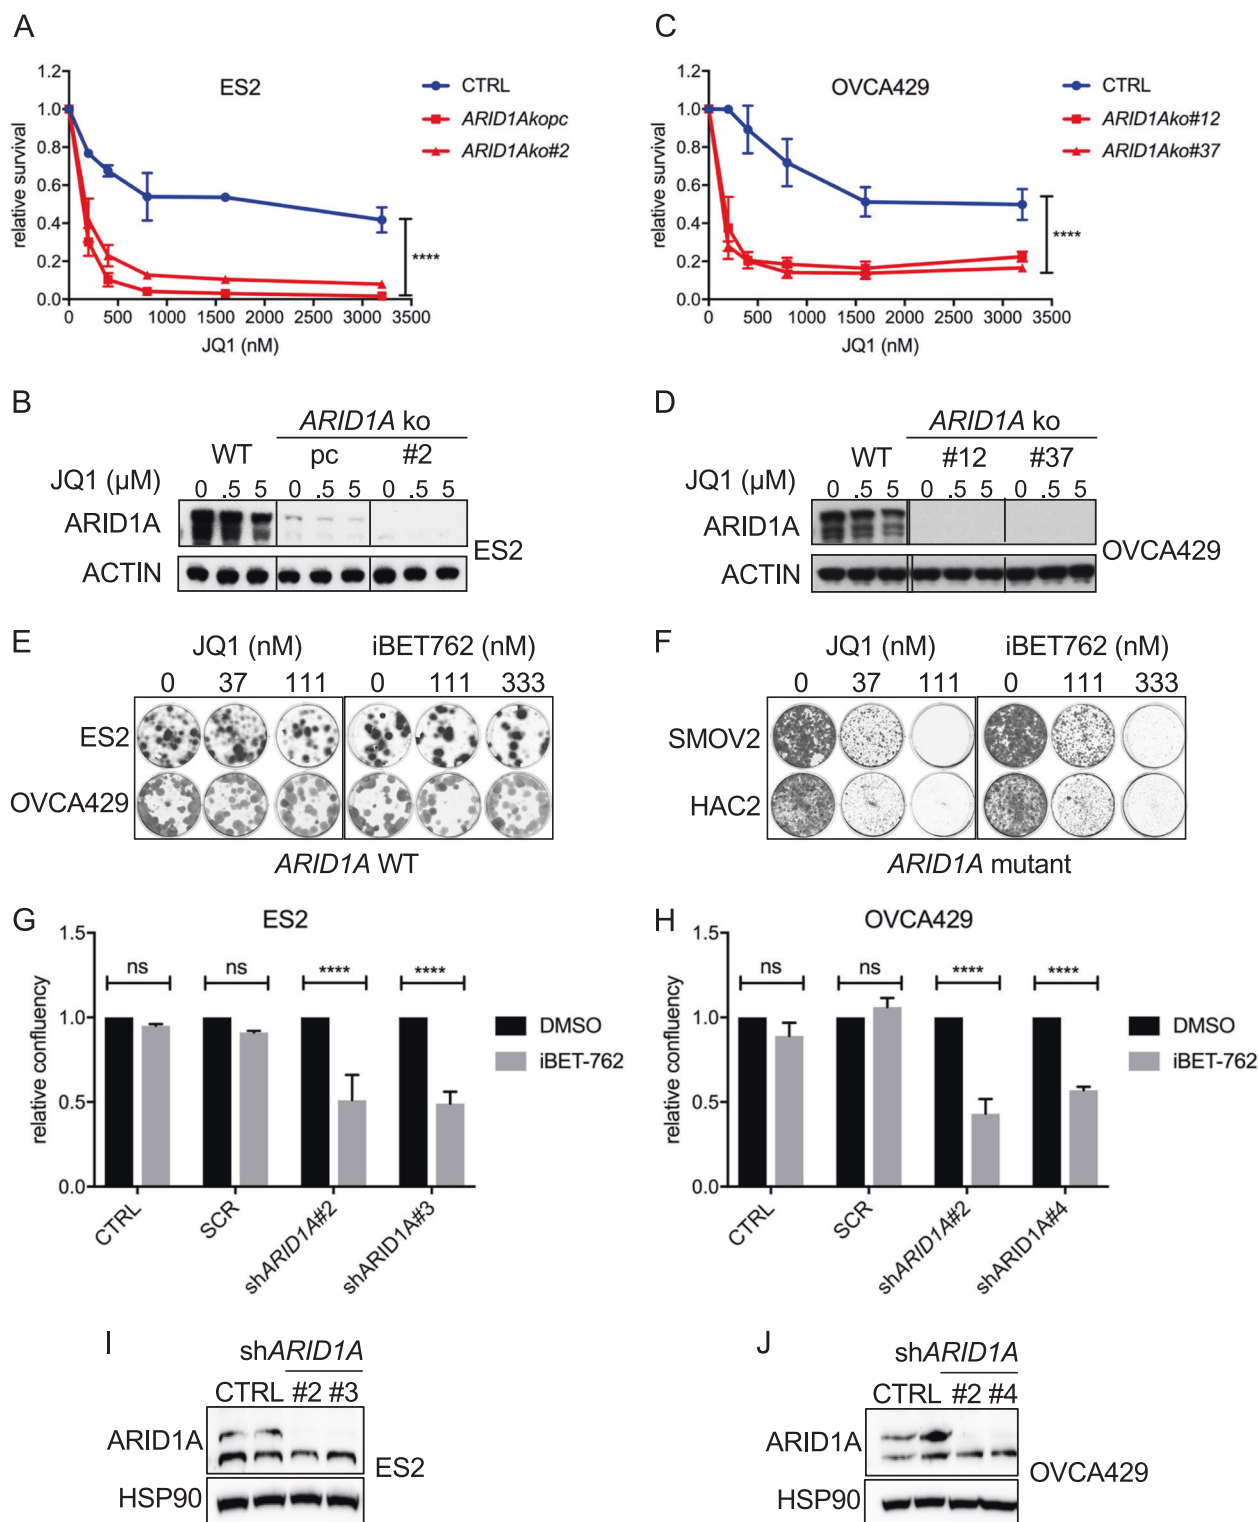 A
ES2
1.2
1.0
0.8
0.6
0.4
0.2
0.0
relative survival
0 500 1000 1500 2000 2500 3000 3500
JQ1 (nM)
CTRL
ARID1Akopc
ARID1Ako#2
****
C
OVCA429
1.2
1.0
0.8
0.6
0.4
0.2
0.0
relative survival
0 500 1000 1500 2000 2500 3000 3500
JQ1 (nM)
CTRL
ARID1Ako#12
ARID1Ako#37
****
B
ARID1A ko
WT pc #2
JQ1 (µM) 0 .5 5 0 .5 5 0 .5 5
ARID1A
ACTIN
ES2
D
ARID1A ko
WT #12 #37
JQ1 (µM) 0 .5 5 0 .5 5 0 .5 5
ARID1A
ACTIN
OVCA429
E
JQ1 (nM) iBET762 (nM)
0 37 111 0 111 333
ES2
OVCA429
ARID1A WT
F
JQ1 (nM) iBET762 (nM)
0 37 111 0 111 333
SMOV2
HAC2
ARID1A mutant
G
ES2
1.5
1.0
0.5
0.0
relative confluency
ns ns **** ****
CTRL SCR shARID1A#2 shARID1A#3
DMSO
iBET-762
H
OVCA429
1.5
1.0
0.5
0.0
relative confluency
ns ns **** ****
CTRL SCR shARID1A#2 shARID1A#4
DMSO
iBET-762
I
shARID1A
CTRL #2 #3
ARID1A
HSP90
ES2
J
shARID1A
CTRL #2 #4
ARID1A
HSP90
OVCA429